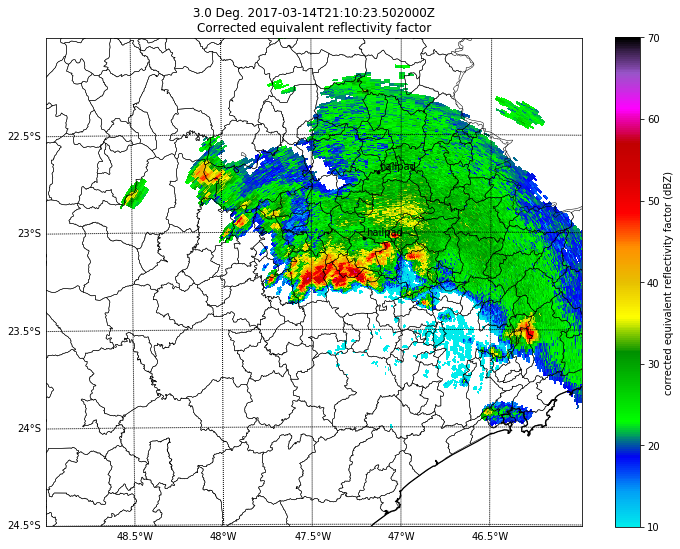 3.0 Deg. 2017-03-14T21:10:23.502000Z
Corrected equivalent reflectivity factor
70
60
50
40
30
20
10
corrected equivalent reflectivity factor (dBZ)
22.5°S
23°S
23.5°S
24°S
24.5°S
hailpad
hailpad
48.5°W
48°W
47.5°W
47°W
46.5°W